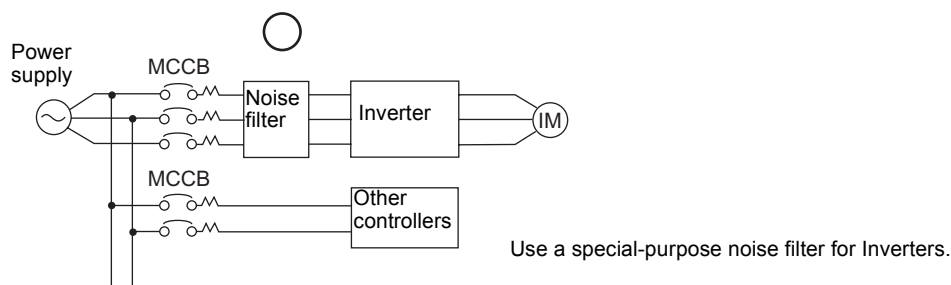 Power
supply
MCCB
Noise
filter
Inverter
IM
MCCB
Other
controllers
Use a special-purpose noise filter for Inverters.